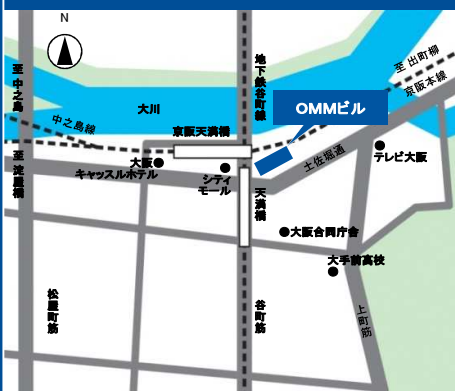 N
至 中之島
至 淀屋橋
中之島線
大川
地下鉄谷町線
至 出町柳
京阪本線
OMMビル
京阪天満橋
大阪
キャッスルホテル
シティ
モール
天満橋
土佐堀通
テレビ大阪
大阪合同庁舎
大手前高校
松屋町筋
谷町筋
上町筋